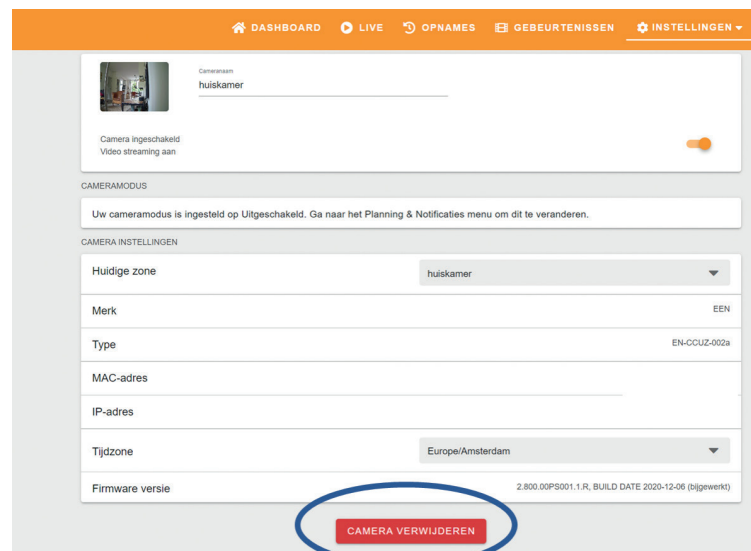 DASHBOARD LIVE OPNAMES GEBEURTENISSEN INSTELLINGEN
Cameranaam
huiskamer
Camera ingeschakeld
Video streaming aan
CAMERAMODUS
Uw cameramodus is ingesteld op Uitgeschakeld. Ga naar het Planning & Notificaties menu om dit te veranderen.
CAMERA INSTELLINGEN
Huidige zone huiskamer
Merk EEN
Type EN-CCUZ-002a
MAC-adres
IP-adres
Tijdzone Europe/Amsterdam
Firmware versie 2.800.00PS001.1.R, BUILD DATE 2020-12-06 (bijgewerkt)
CAMERA VERWIJDEREN